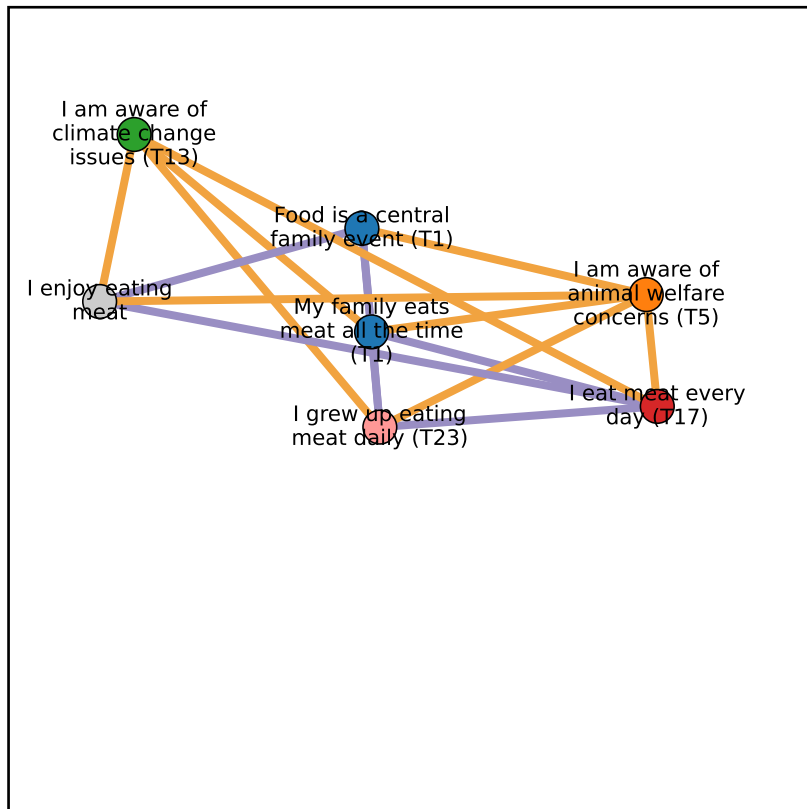 I am aware of
climate change
issues (T13)
Food is a central
family event (T1)
I am aware of
animal welfare
concerns (T5)
I enjoy eating
meat
My family eats
meat all the time
(T1)
I eat meat every
day (T17)
I grew up eating
meat daily (T23)